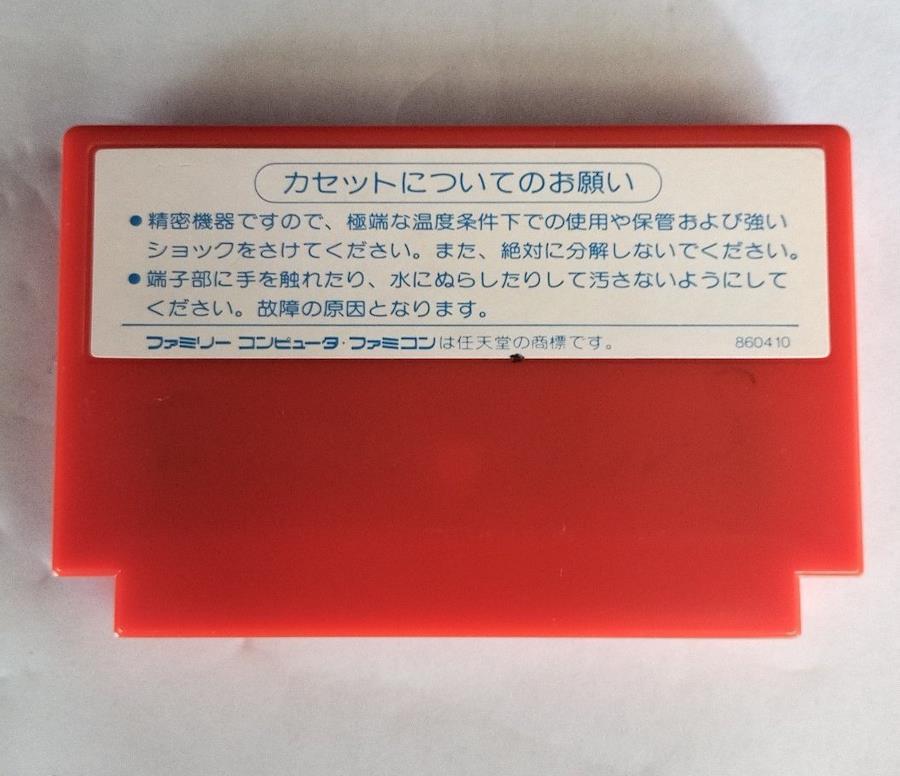 カセットについてのお願い
●精密機器ですので、極端な温度条件下での使用や保管および強い
ショックをさけてください。また、絶対に分解しないでください。
●端子部に手を触れたり、水にぬらしたりして汚さないようにして
ください。故障の原因となります。
ファミリー コンピュータ・ファミコンは任天堂の商標です。 860410